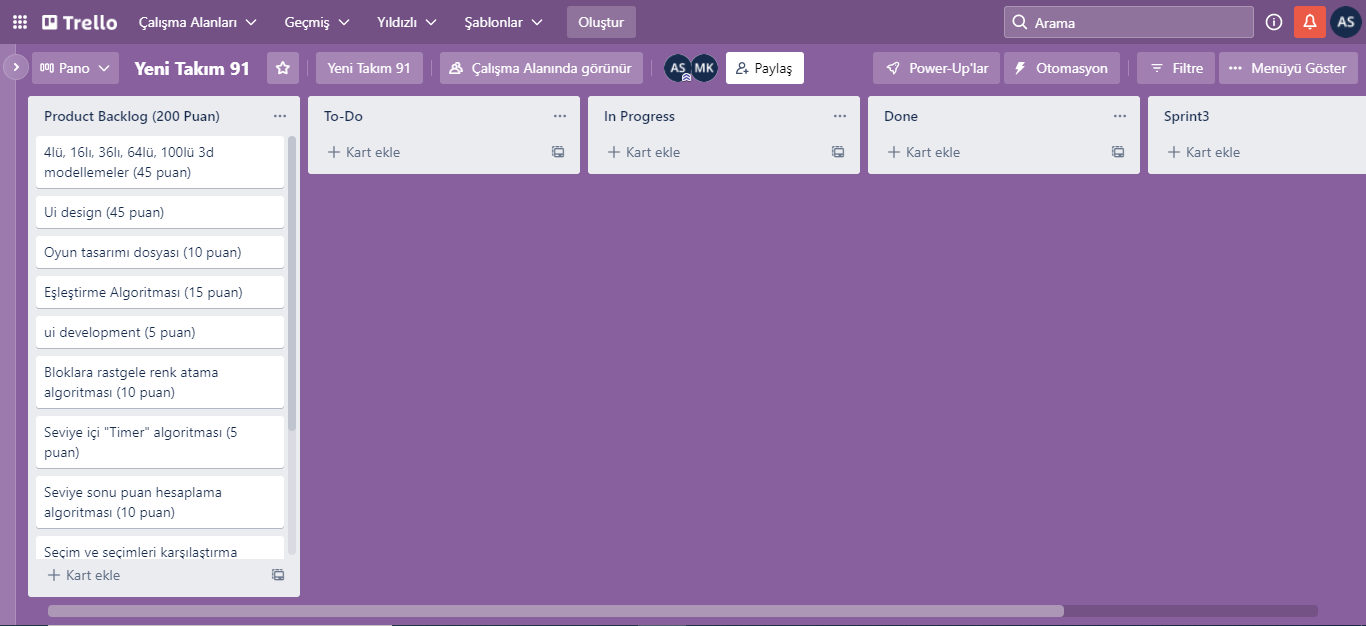 Trello Çalışma Alanları Geçmiş Yıldızlı Şablonlar Oluştur Arama AS
Pano Yeni Takım 91 Yeni Takım 91 Çalışma Alanında görünür AS MK Paylaş Power-Up'lar Otomasyon Filtre Menüyü Göster
Product Backlog (200 Puan)
4lü, 16lı, 36lı, 64lü, 100lü 3d
modellemeler (45 puan)
Ui design (45 puan)
Oyun tasarımı dosyası (10 puan)
Eşleştirme Algoritması (15 puan)
ui development (5 puan)
Bloklara rastgele renk atama
algoritması (10 puan)
Seviye içi "Timer" algoritması (5
puan)
Seviye sonu puan hesaplama
algoritması (10 puan)
Seçim ve seçimleri karşılaştırma
+ Kart ekle
To-Do
+ Kart ekle
In Progress
+ Kart ekle
Done
+ Kart ekle
Sprint3
+ Kart ekle